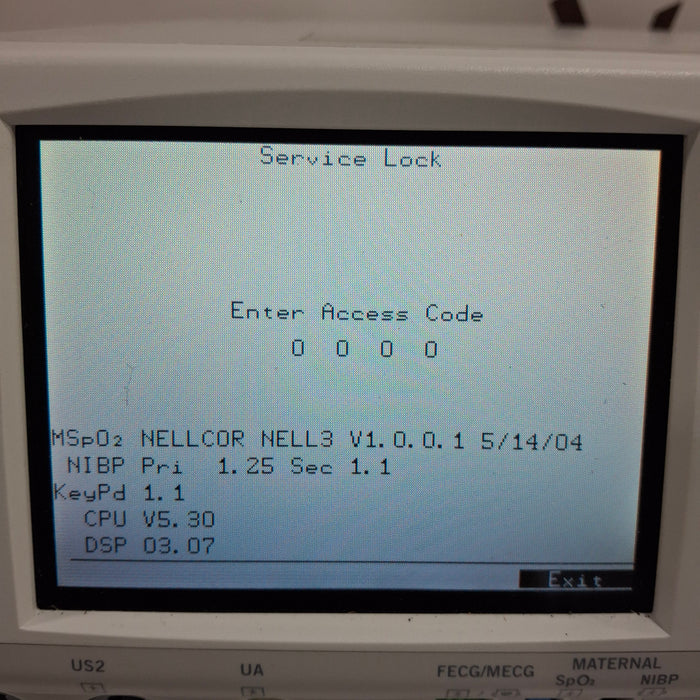 Service Lock
Enter Access Code
0 0 0 0
MSpO₂ NELLCOR NELL3 V1.0.0.1 5/14/04
NIBP Pri 1.25 Sec 1.1
KeyPd 1.1
CPU V5.30
DSP 03.07
Exit
US2 UA FECG/MECG MATERNAL
SpO₂ NIBP